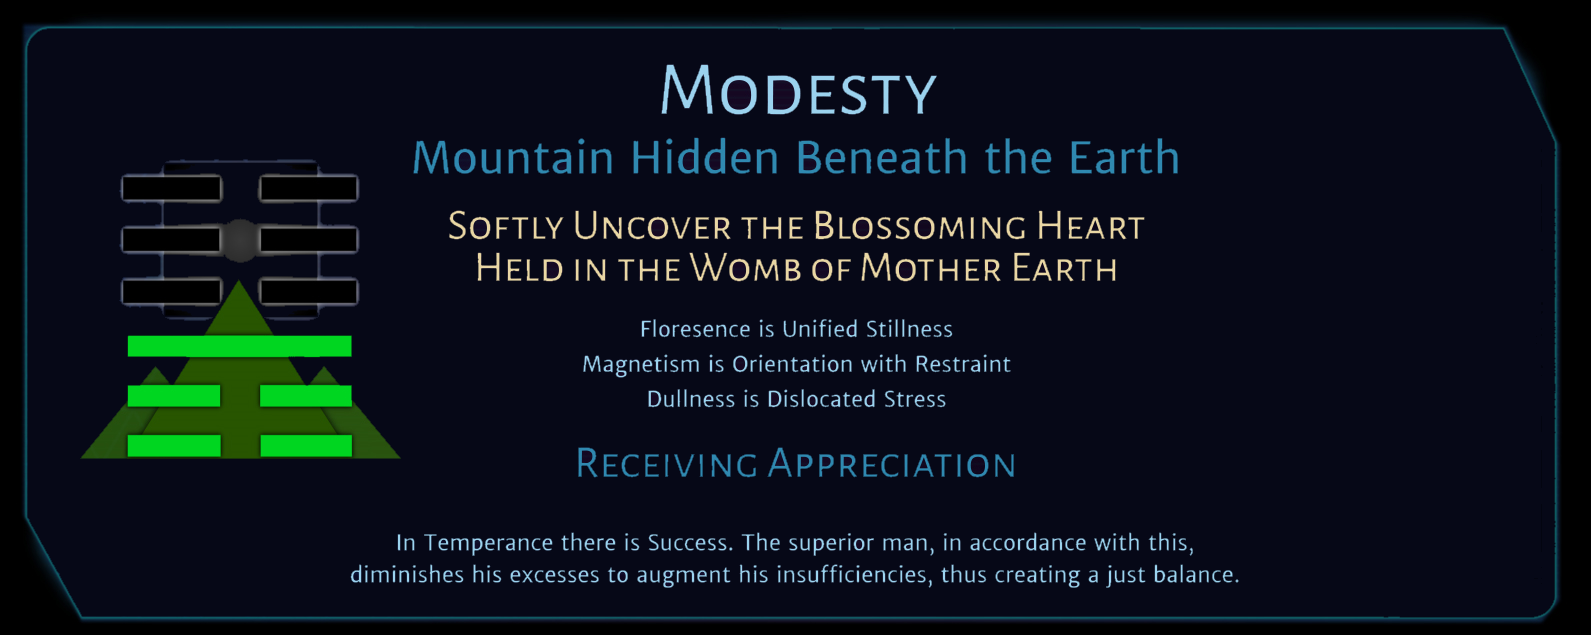 Modesty
Mountain Hidden Beneath the Earth
Softly Uncover the Blossoming Heart
Held in the Womb of Mother Earth
Floresence is Unified Stillness
Magnetism is Orientation with Restraint
Dullness is Dislocated Stress
Receiving Appreciation
In Temperance there is Success. The superior man, in accordance with this,
diminishes his excesses to augment his insufficiencies, thus creating a just balance.